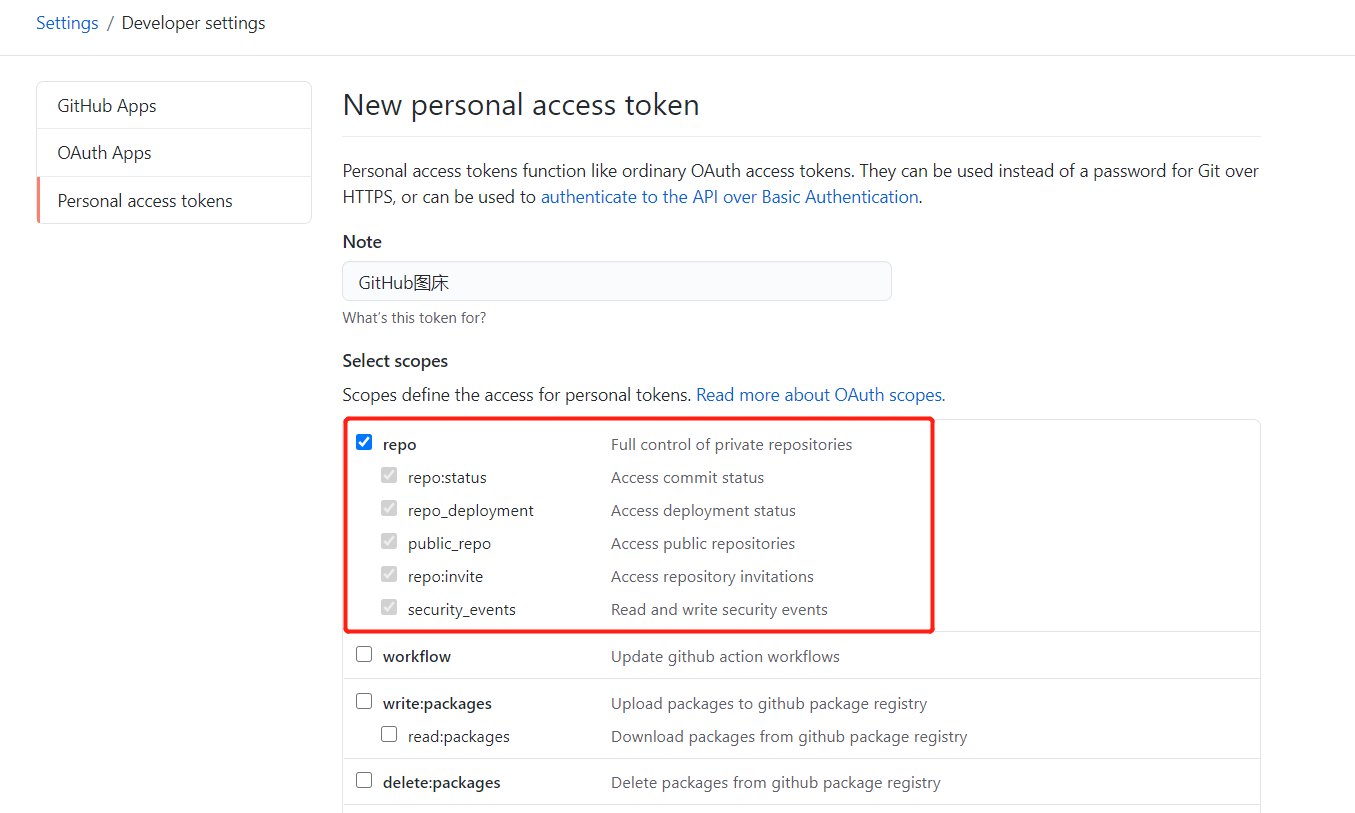 Settings / Developer settings
GitHub Apps
OAuth Apps
Personal access tokens
New personal access token
Personal access tokens function like ordinary OAuth access tokens. They can be used instead of a password for Git over
HTTPS, or can be used to authenticate to the API over Basic Authentication.
Note
GitHub图床
What's this token for?
Select scopes
Scopes define the access for personal tokens. Read more about OAuth scopes.
repo Full control of private repositories
repo:status Access commit status
repo_deployment Access deployment status
public_repo Access public repositories
repo:invite Access repository invitations
security_events Read and write security events
workflow Update github action workflows
write:packages Upload packages to github package registry
read:packages Download packages from github package registry
delete:packages Delete packages from github package registry